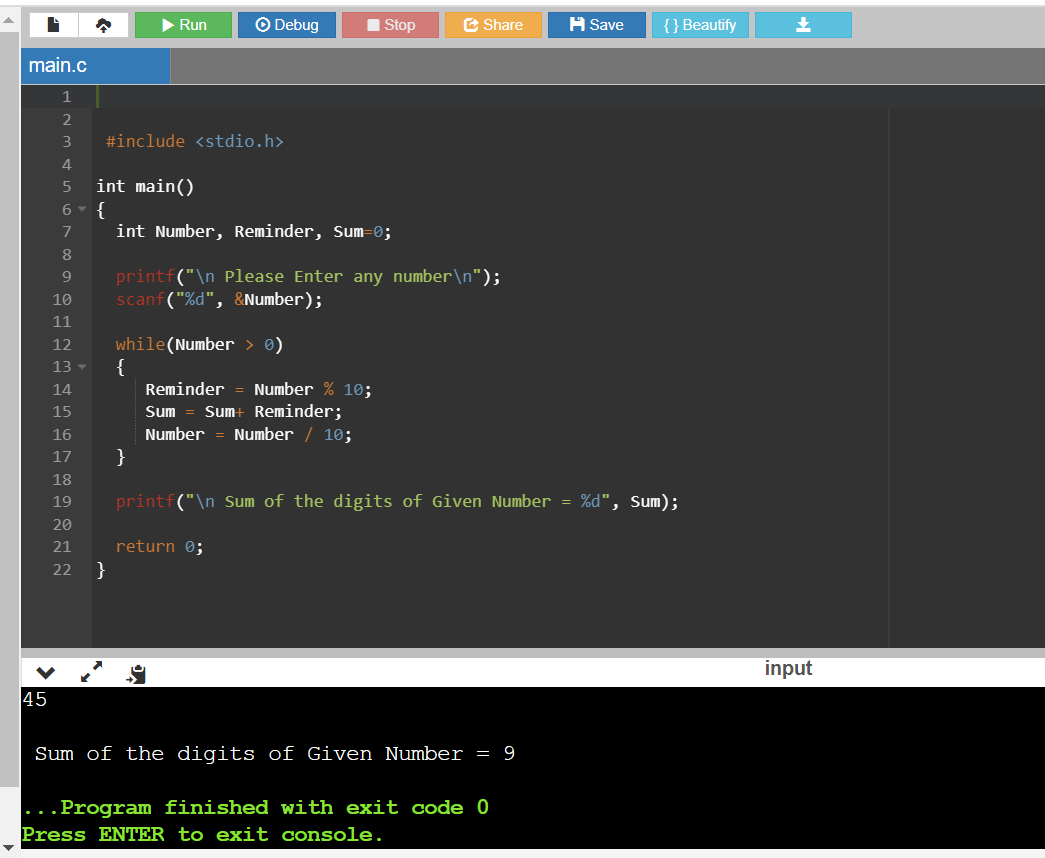 Run Debug Stop Share Save { } Beautify
main.c
1
2
3 #include <stdio.h>
4
5 int main()
6 {
7 int Number, Reminder, Sum=0;
8
9 printf("\n Please Enter any number\n");
10 scanf("%d", &Number);
11
12 while(Number > 0)
13 {
14 Reminder = Number % 10;
15 Sum = Sum+ Reminder;
16 Number = Number / 10;
17 }
18
19 printf("\n Sum of the digits of Given Number = %d", Sum);
20
21 return 0;
22 }
input
45
Sum of the digits of Given Number = 9
...Program finished with exit code 0
Press ENTER to exit console.